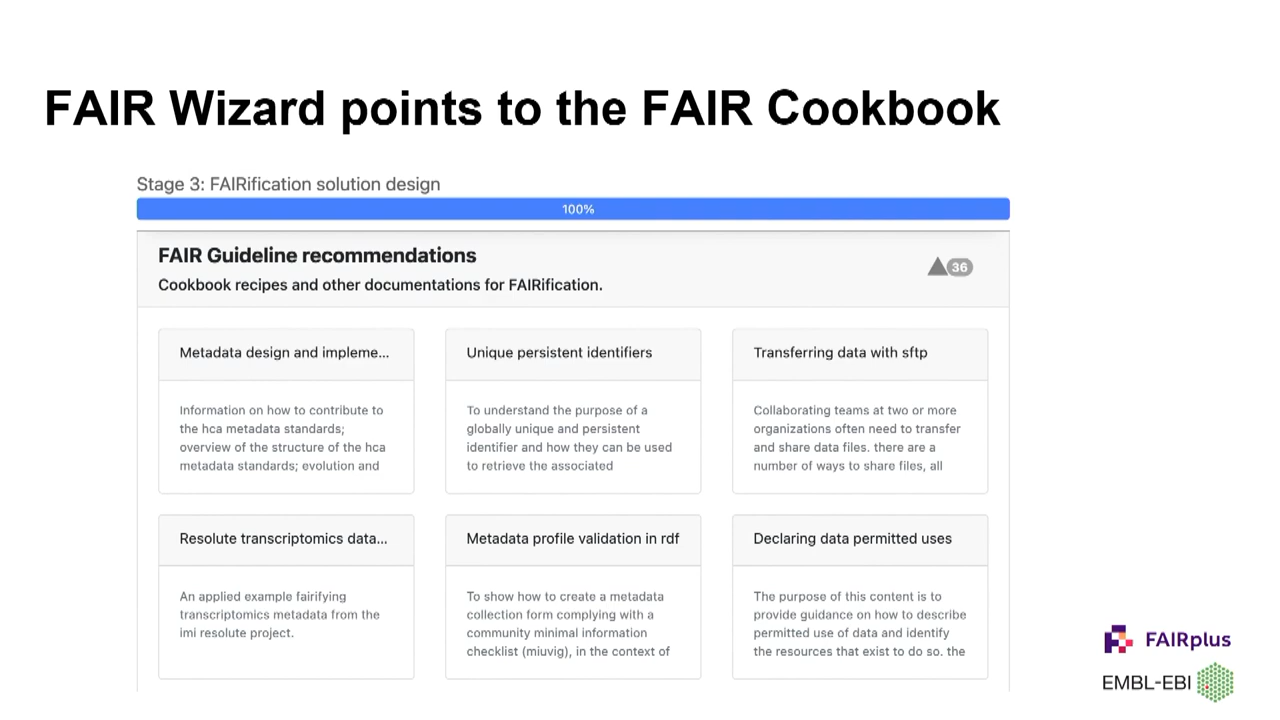 FAIR Wizard points to the FAIR Cookbook
Stage 3: FAIRification solution design
100%
FAIR Guideline recommendations
36
Cookbook recipes and other documentations for FAIRification.
Metadata design and impleme...
Information on how to contribute to
the hca metadata standards;
overview of the structure of the hca
metadata standards; evolution and
Unique persistent identifiers
To understand the purpose of a
globally unique and persistent
identifier and how they can be used
to retrieve the associated
Transferring data with sftp
Collaborating teams at two or more
organizations often need to transfer
and share data files. there are a
number of ways to share files, all
Resolute transcriptomics data...
An applied example fairifying
transcriptomics metadata from the
imi resolute project.
Metadata profile validation in rdf
To show how to create a metadata
collection form complying with a
community minimal information
checklist (miuvig), in the context of
Declaring data permitted uses
The purpose of this content is to
provide guidance on how to describe
permitted use of data and identify
the resources that exist to do so. the
FAIRplus
EMBL-EBI